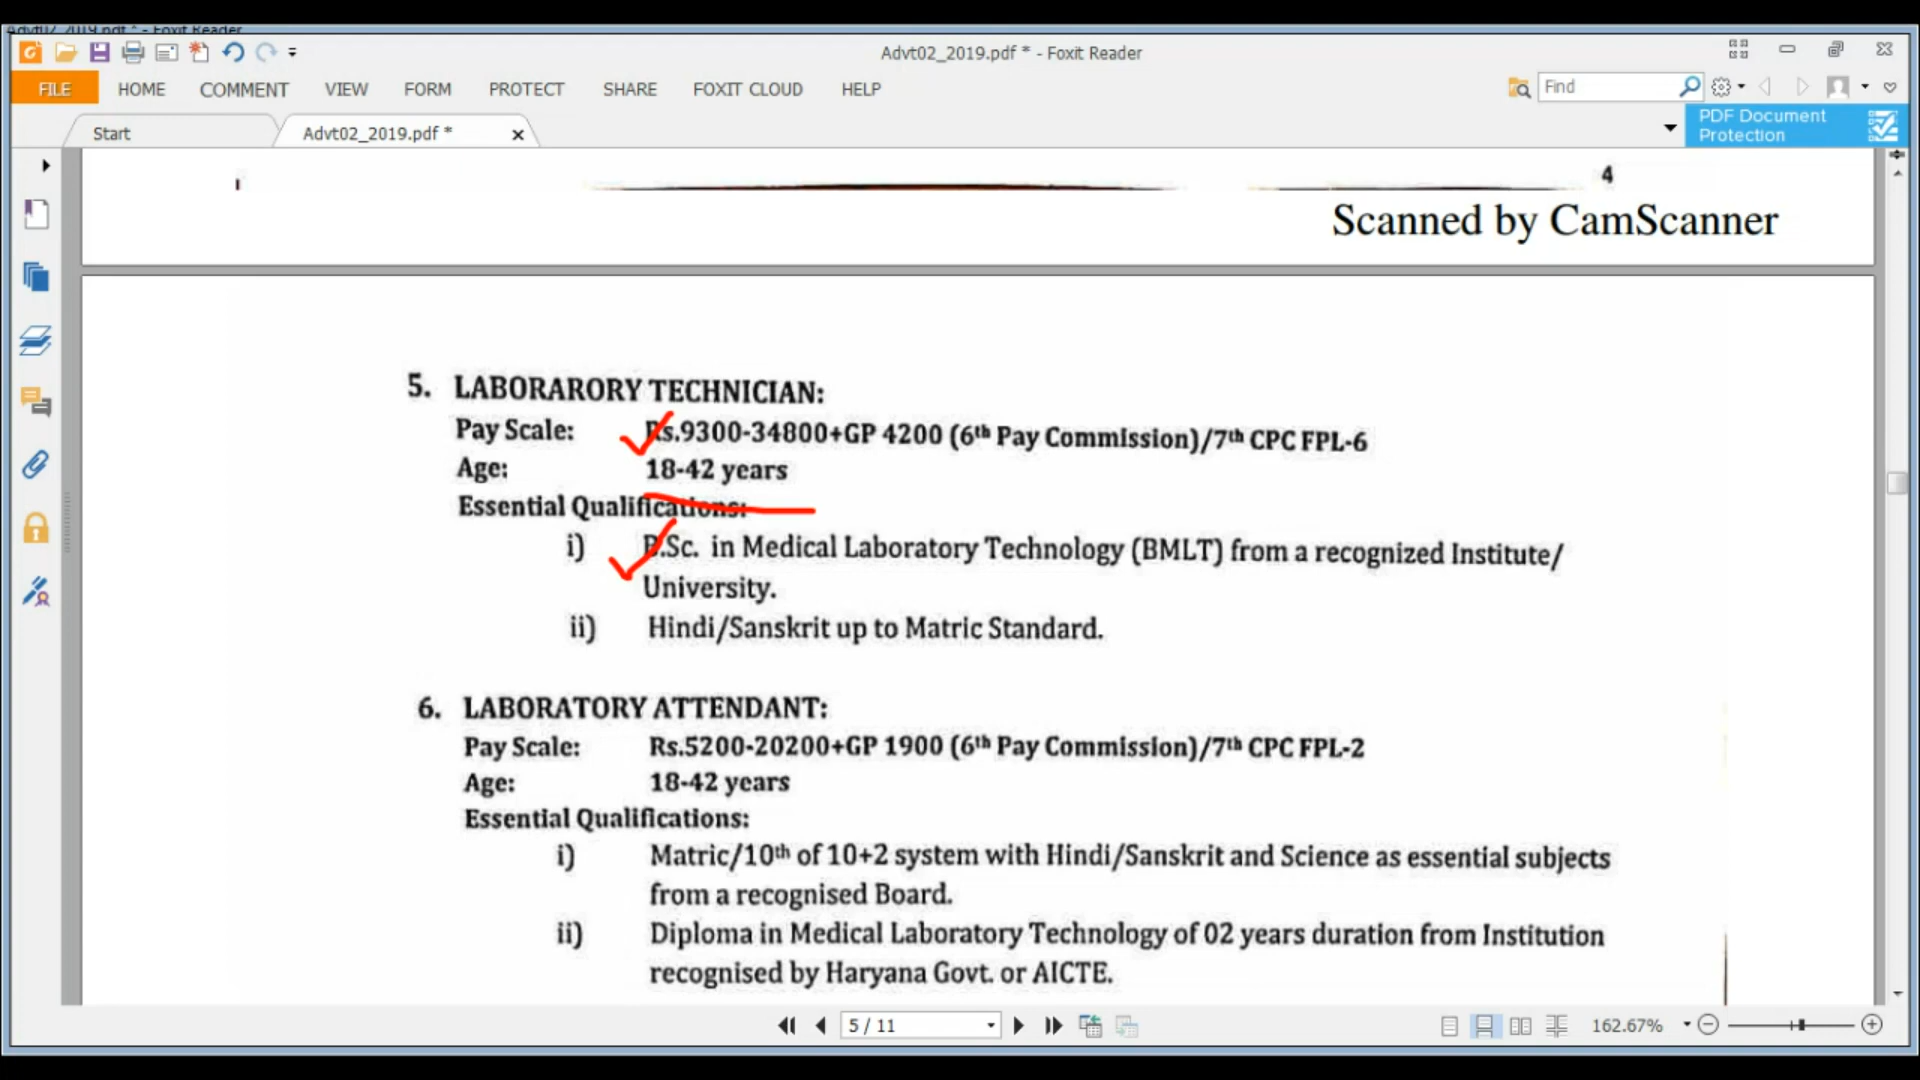 Advt02_2019.pdf * - Foxit Reader
Advt02_2019.pdf * - Foxit Reader
FILE HOME COMMENT VIEW FORM PROTECT SHARE FOXIT CLOUD HELP Find
Start Advt02_2019.pdf * PDF Document Protection
4
Scanned by CamScanner
5. LABORARORY TECHNICIAN:
Pay Scale: Rs.9300-34800+GP 4200 (6th Pay Commission)/7th CPC FPL-6
Age: 18-42 years
Essential Qualifications:
i) B.Sc. in Medical Laboratory Technology (BMLT) from a recognized Institute/
University.
ii) Hindi/Sanskrit up to Matric Standard.
6. LABORATORY ATTENDANT:
Pay Scale: Rs.5200-20200+GP 1900 (6th Pay Commission)/7th CPC FPL-2
Age: 18-42 years
Essential Qualifications:
i) Matric/10th of 10+2 system with Hindi/Sanskrit and Science as essential subjects
from a recognised Board.
ii) Diploma in Medical Laboratory Technology of 02 years duration from Institution
recognised by Haryana Govt. or AICTE.
5 / 11 162.67%